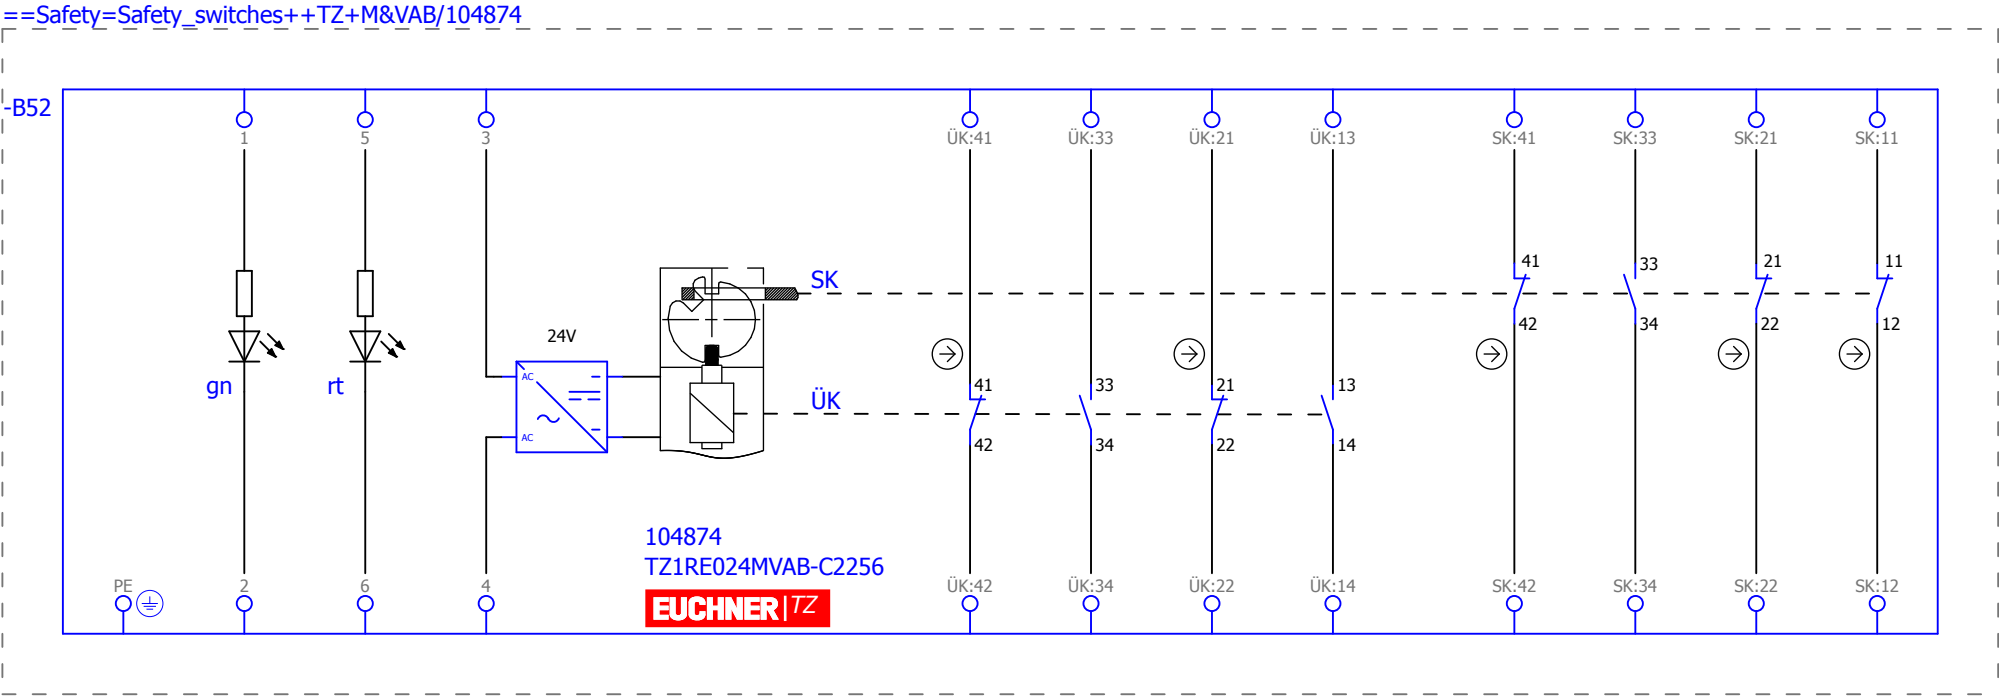 ==Safety=Safety_switches++TZ+M&VAB/104874
-B52
1 5 3 ÜK:41 ÜK:33 ÜK:21 ÜK:13 SK:41 SK:33 SK:21 SK:11
SK
41 33 21 11
42 34 22 12
24V
AC
gn rt
ÜK
41 33 21 13
AC
42 34 22 14
104874
TZ1RE024MVAB-C2256
EUCHNER|TZ
PE 2 6 4 ÜK:42 ÜK:34 ÜK:22 ÜK:14 SK:42 SK:34 SK:22 SK:12